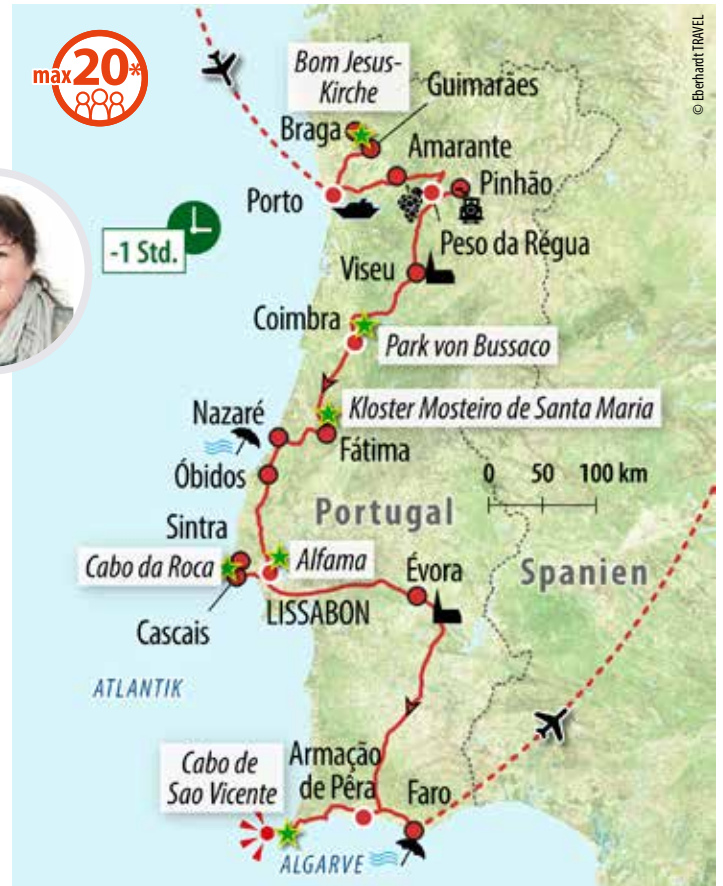 © Eberhardt TRAVEL
max 20*
Bom Jesus-
Kirche
Guimarães
Braga
Amarante
Pinhão
Porto
Peso da Régua
-1 Std.
Viseu
Coimbra
Park von Bussaco
Nazaré
Kloster Mosteiro de Santa Maria
Fátima
Óbidos
0 50 100 km
Portugal
Sintra
Cabo da Roca
Alfama
Évora
Spanien
LISSABON
Cascais
ATLANTIK
Cabo de
Sao Vicente
Armação
de Pêra
Faro
ALGARVE